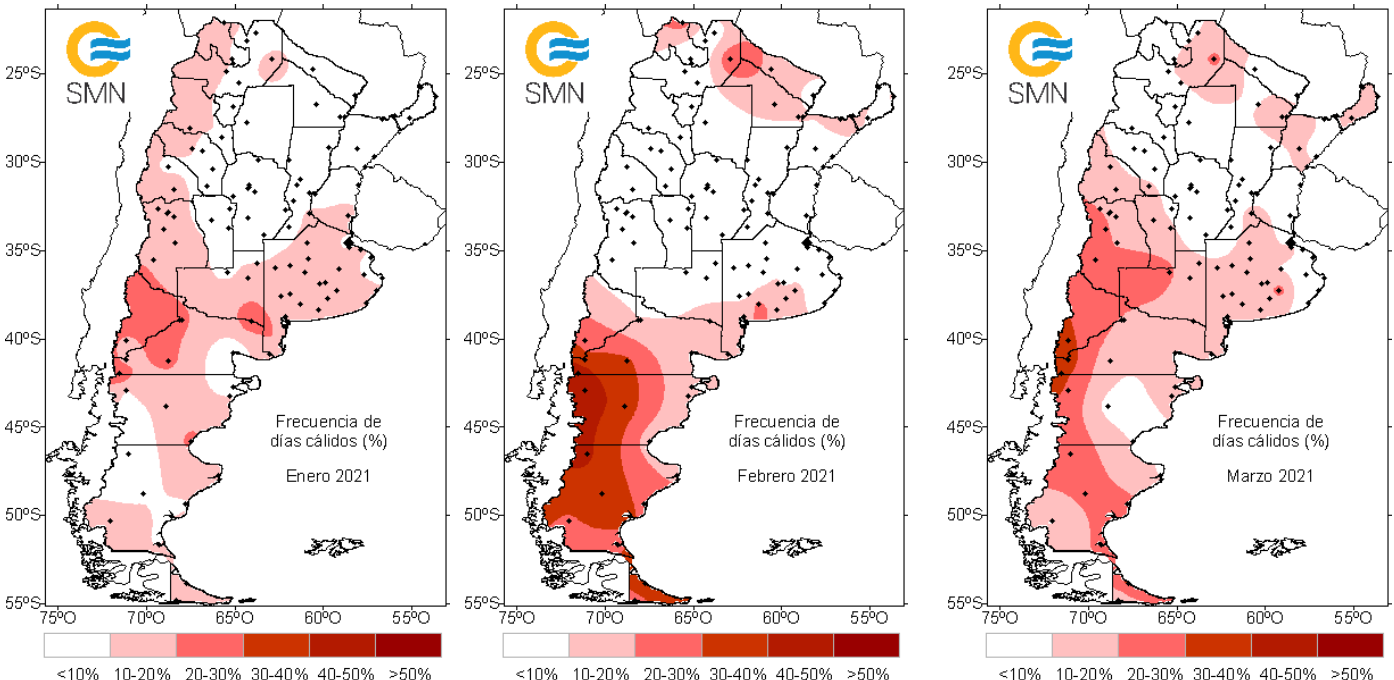 SMN
25ºS
30ºS
35ºS
40ºS
45ºS
50ºS
55ºS
Frecuencia de
días cálidos (%)
Enero 2021
75ºO 70ºO 65ºO 60ºO 55ºO
<10% 10-20% 20-30% 30-40% 40-50% >50%
SMN
25ºS
30ºS
35ºS
40ºS
45ºS
50ºS
55ºS
Frecuencia de
días cálidos (%)
Febrero 2021
75ºO 70ºO 65ºO 60ºO 55ºO
<10% 10-20% 20-30% 30-40% 40-50% >50%
SMN
25ºS
30ºS
35ºS
40ºS
45ºS
50ºS
55ºS
Frecuencia de
días cálidos (%)
Marzo 2021
75ºO 70ºO 65ºO 60ºO 55ºO
<10% 10-20% 20-30% 30-40% 40-50% >50%